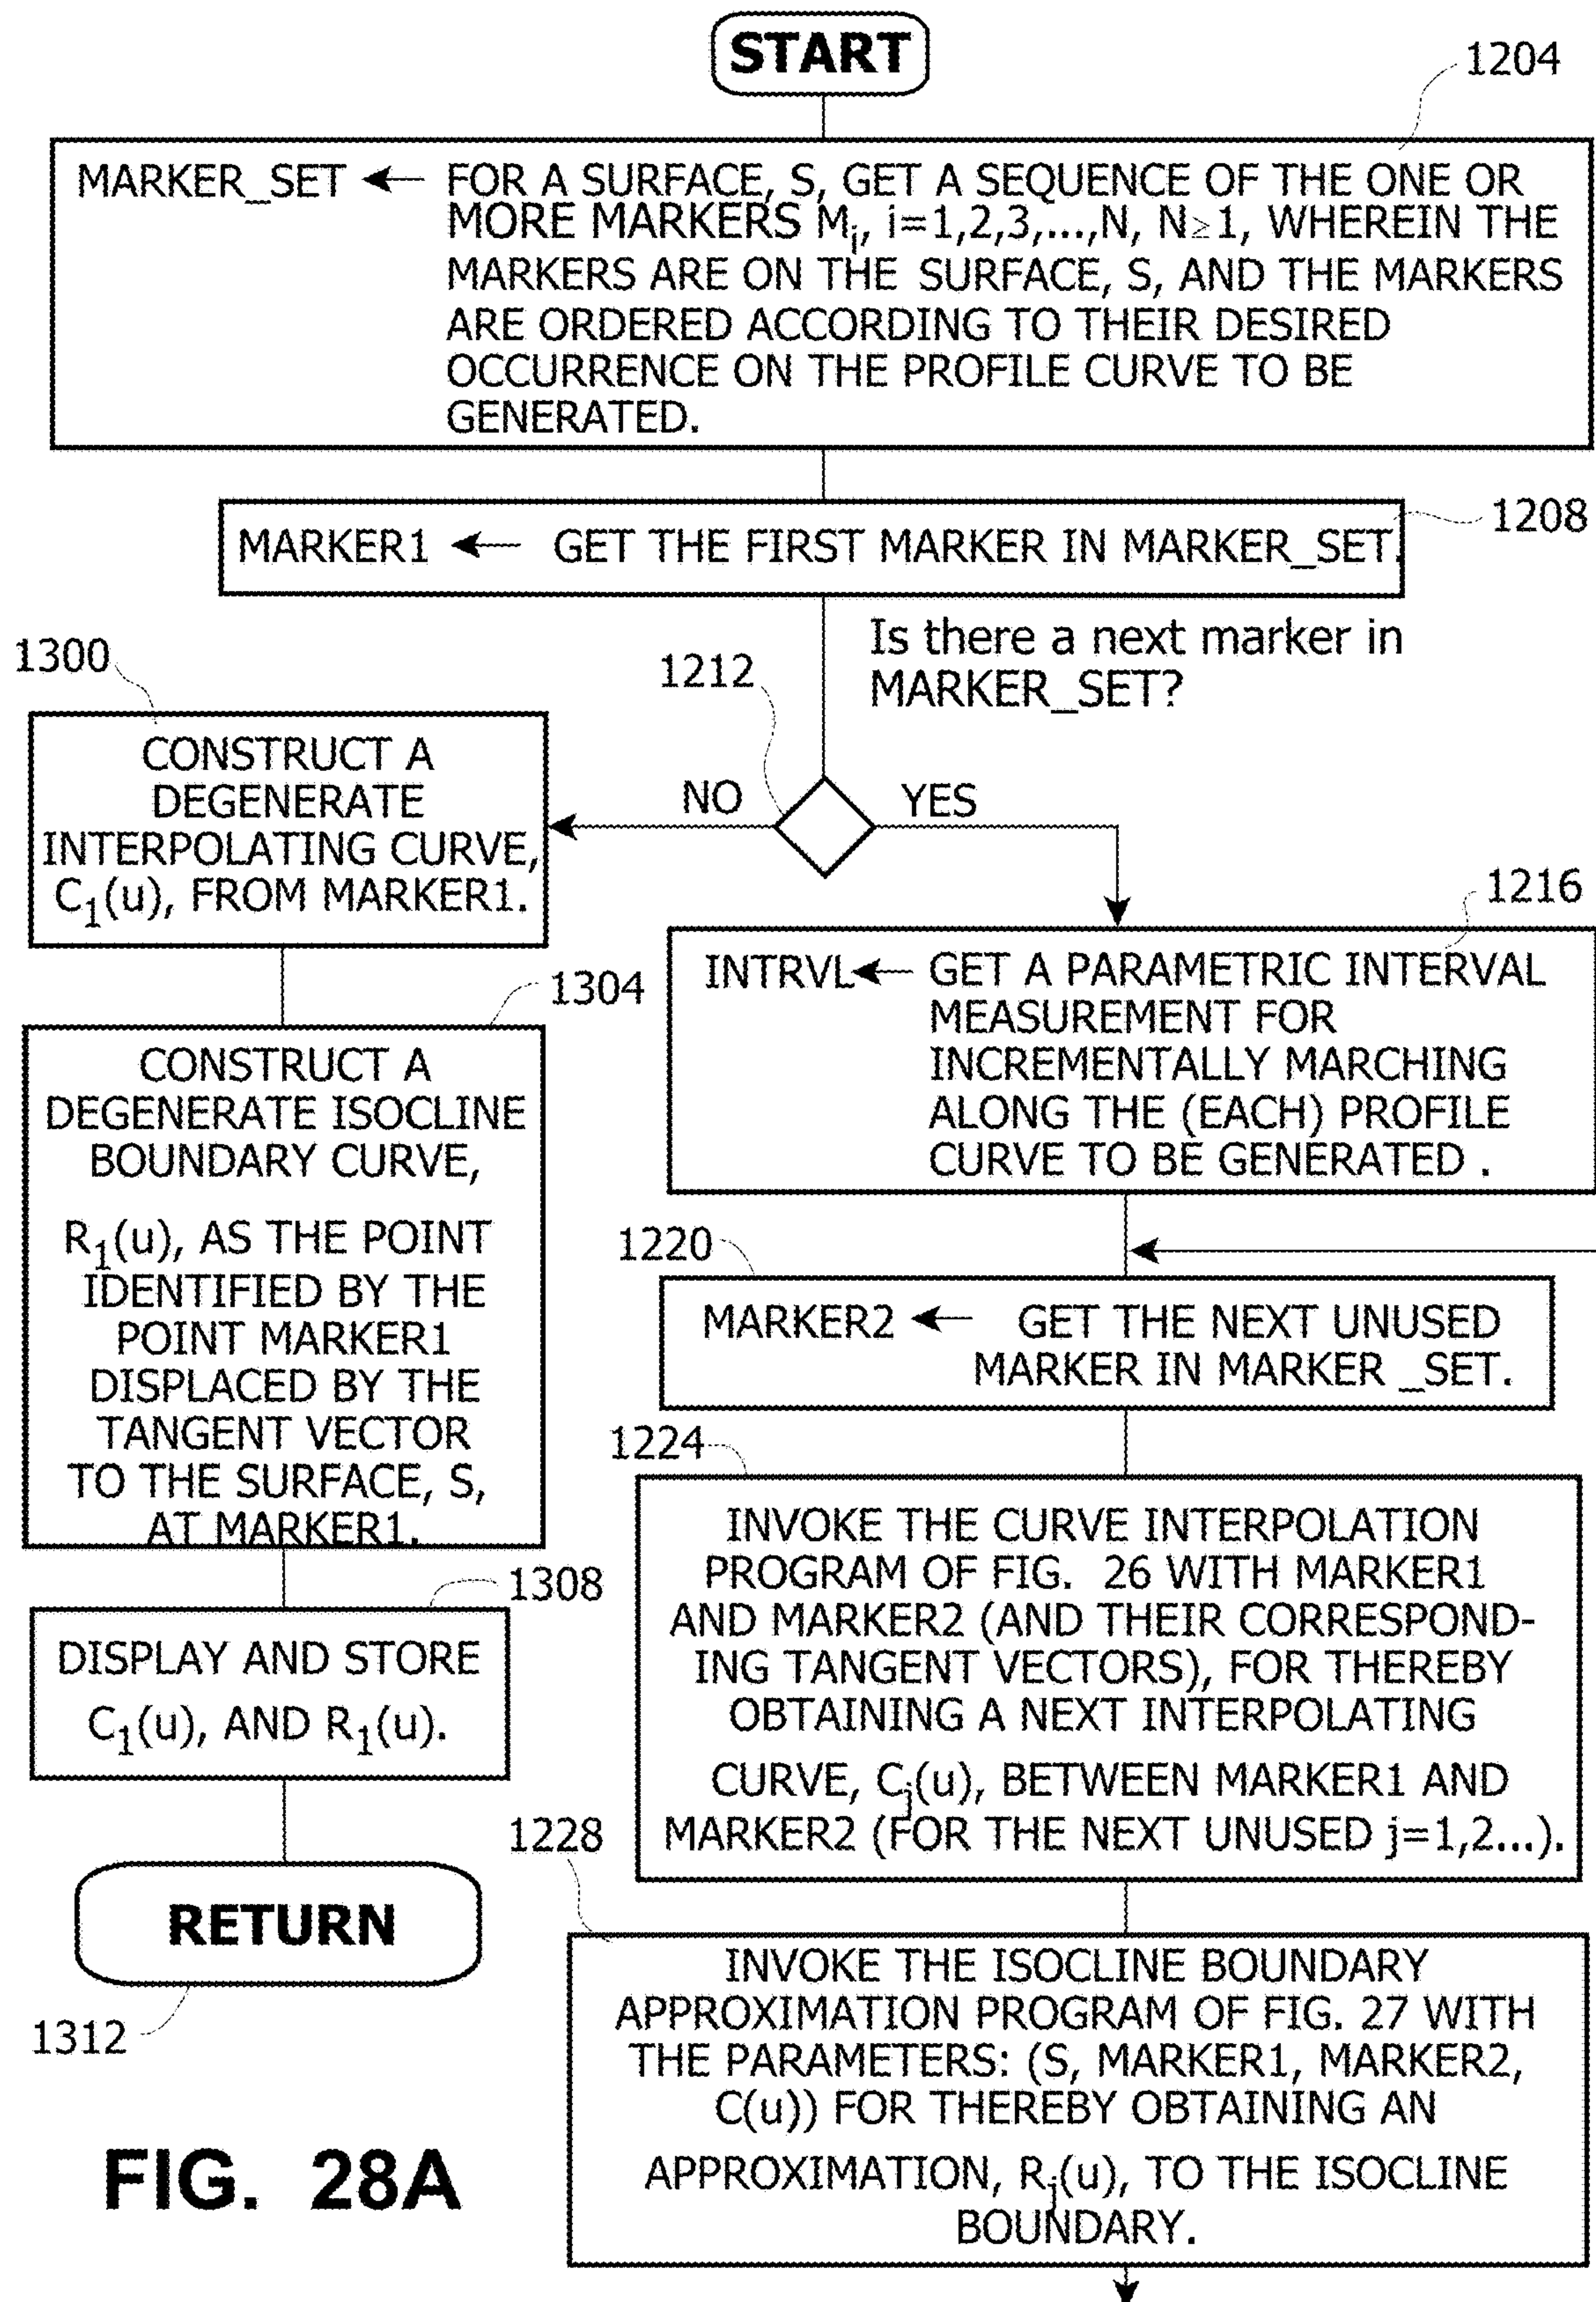 START
1204
MARKER_SET ← FOR A SURFACE, S, GET A SEQUENCE OF THE ONE OR
MORE MARKERS Mi, i=1,2,3,...,N, N≥1, WHEREIN THE
MARKERS ARE ON THE SURFACE, S, AND THE MARKERS
ARE ORDERED ACCORDING TO THEIR DESIRED
OCCURRENCE ON THE PROFILE CURVE TO BE
GENERATED.
1208
MARKER1 ← GET THE FIRST MARKER IN MARKER_SET.
Is there a next marker in
MARKER_SET?
1212
NO
YES
1300
CONSTRUCT A
DEGENERATE
INTERPOLATING CURVE,
C1(u), FROM MARKER1.
1304
CONSTRUCT A
DEGENERATE ISOCLINE
BOUNDARY CURVE,
R1(u), AS THE POINT
IDENTIFIED BY THE
POINT MARKER1
DISPLACED BY THE
TANGENT VECTOR
TO THE SURFACE, S,
AT MARKER1.
1308
DISPLAY AND STORE
C1(u), AND R1(u).
RETURN
1312
1216
INTRVL ← GET A PARAMETRIC INTERVAL
MEASUREMENT FOR
INCREMENTALLY MARCHING
ALONG THE (EACH) PROFILE
CURVE TO BE GENERATED .
1220
MARKER2 ← GET THE NEXT UNUSED
MARKER IN MARKER _SET.
1224
INVOKE THE CURVE INTERPOLATION
PROGRAM OF FIG. 26 WITH MARKER1
AND MARKER2 (AND THEIR CORRESPOND-
ING TANGENT VECTORS), FOR THEREBY
OBTAINING A NEXT INTERPOLATING
CURVE, Cj(u), BETWEEN MARKER1 AND
MARKER2 (FOR THE NEXT UNUSED j=1,2...).
1228
INVOKE THE ISOCLINE BOUNDARY
APPROXIMATION PROGRAM OF FIG. 27 WITH
THE PARAMETERS: (S, MARKER1, MARKER2,
C(u)) FOR THEREBY OBTAINING AN
APPROXIMATION, Rj(u), TO THE ISOCLINE
BOUNDARY.
FIG. 28A